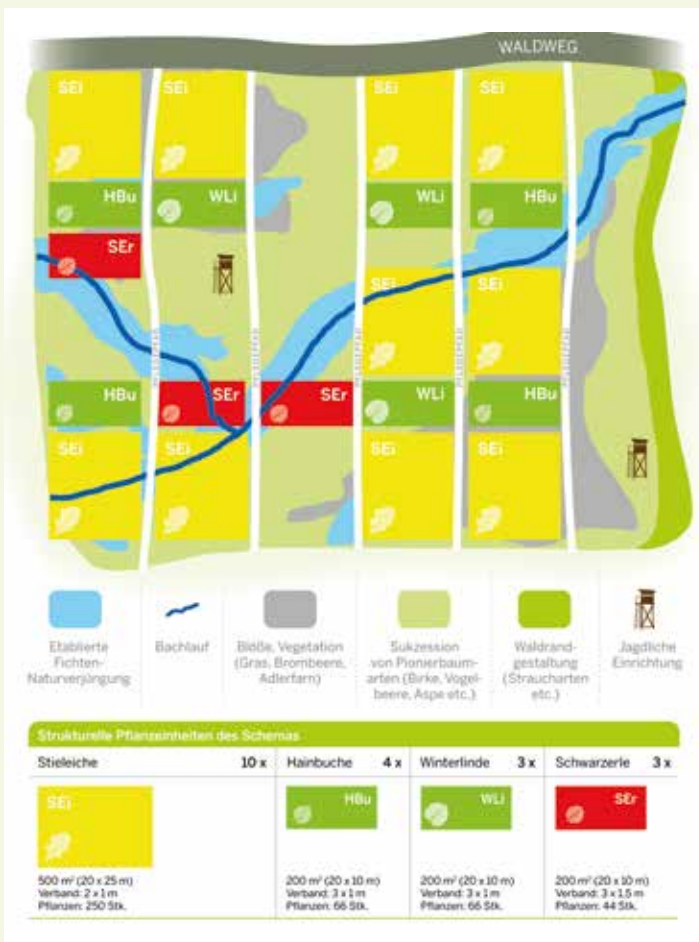 WALDWEG
SEi
SEi
SEi
SEi
HBu
WLi
WLi
HBu
SEr
SEi
SEi
HBu
SEr
SEr
WLi
HBu
SEi
SEi
SEi
SEi
Etablierte
Fichten-
Naturverjüngung
Bachlauf
Blöße, Vegetation
(Gras, Brombeere,
Adlerfarn)
Sukzession
von Pionierbaum-
arten (Birke, Vogel-
beere, Aspe etc.)
Waldrand-
gestaltung
(Straucharten
etc.)
Jagdliche
Einrichtung
Strukturelle Pflanzeinheiten des Schemas
Stieleiche 10 x
Hainbuche 4 x
Winterlinde 3 x
Schwarzerle 3 x
SEi
HBu
WLi
SEr
500 m² (20 x 25 m)
Verband: 2 x 1 m
Pflanzen: 250 Stk.
200 m² (20 x 10 m)
Verband: 3 x 1 m
Pflanzen: 66 Stk.
200 m² (20 x 10 m)
Verband: 3 x 1 m
Pflanzen: 66 Stk.
200 m² (20 x 10 m)
Verband: 3 x 1,5 m
Pflanzen: 44 Stk.